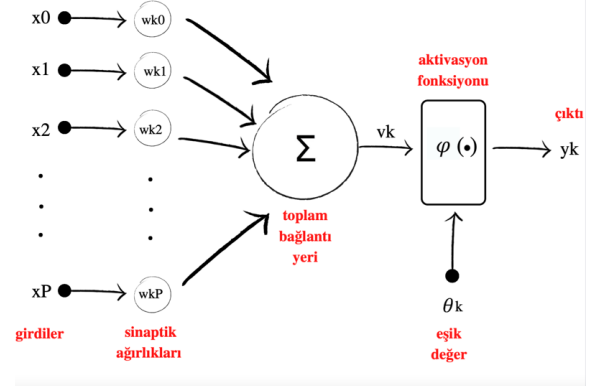 x0 wk0
x1 wk1
x2 wk2
xP wkP
Σ
vk
φ (•)
yk
θk
aktivasyon
fonksiyonu
çıktı
toplam
bağlantı
yeri
girdiler
sinaptik
ağırlıkları
eşik
değer